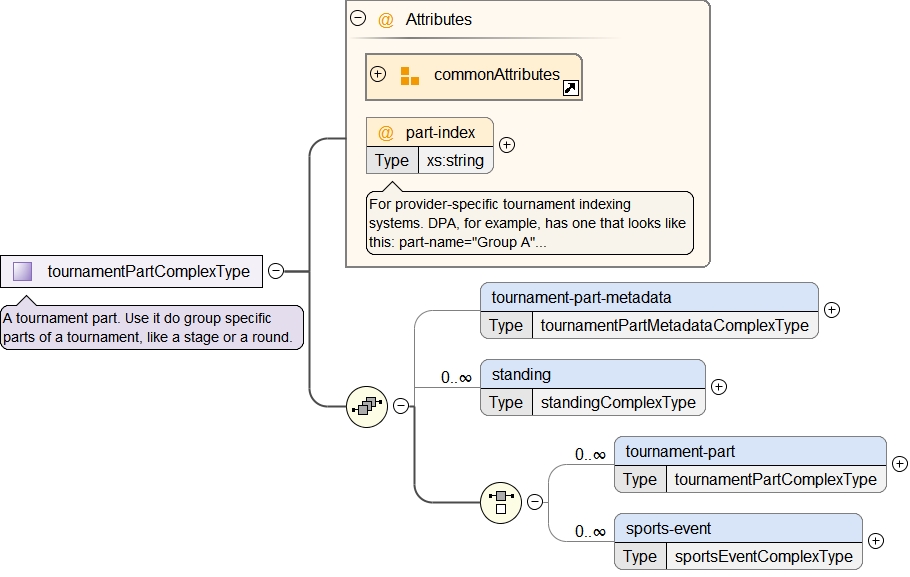 Attributes
commonAttributes
@ part-index
Type xs:string
For provider-specific tournament indexing
systems. DPA, for example, has one that looks like
this: part-name="Group A"...
tournamentPartComplexType
A tournament part. Use it do group specific
parts of a tournament, like a stage or a round.
tournament-part-metadata
Type tournamentPartMetadataComplexType
0..∞
standing
Type standingComplexType
0..∞
tournament-part
Type tournamentPartComplexType
0..∞
sports-event
Type sportsEventComplexType